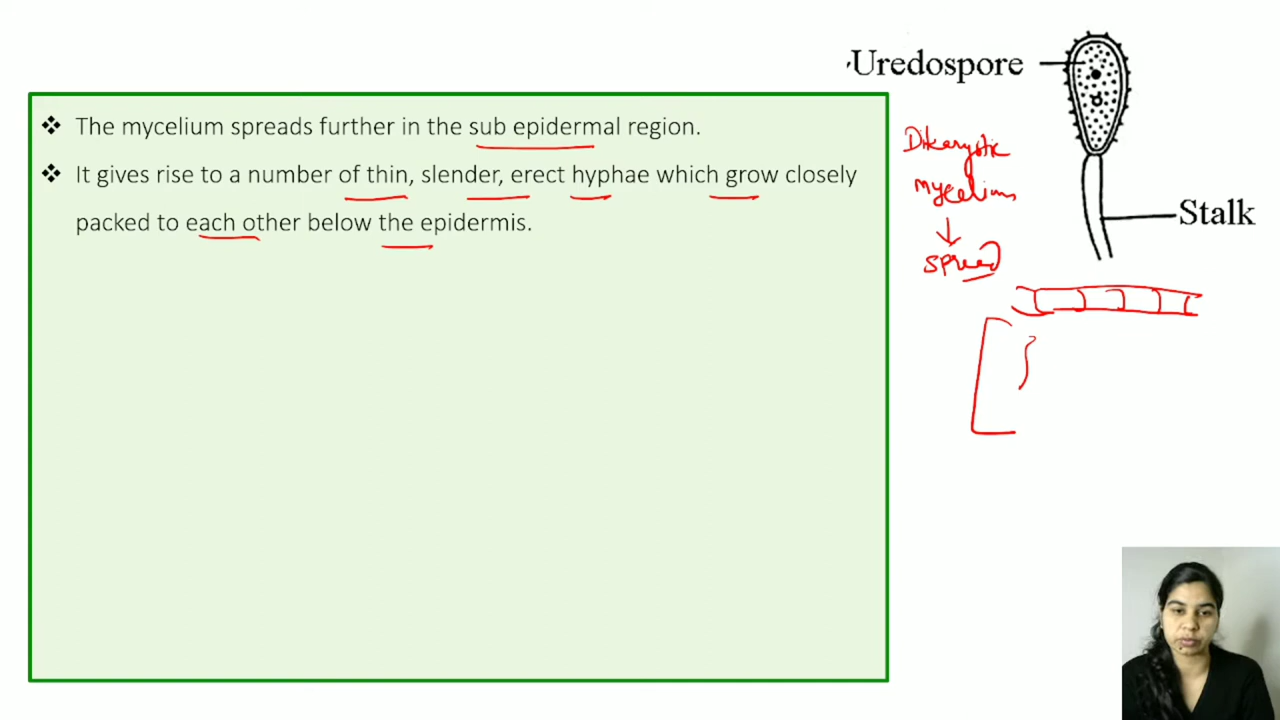 Uredospore
❖ The mycelium spreads further in the sub epidermal region.
❖ It gives rise to a number of thin, slender, erect hyphae which grow closely
packed to each other below the epidermis.
Dikaryotic
mycelium
↓
spread
Stalk